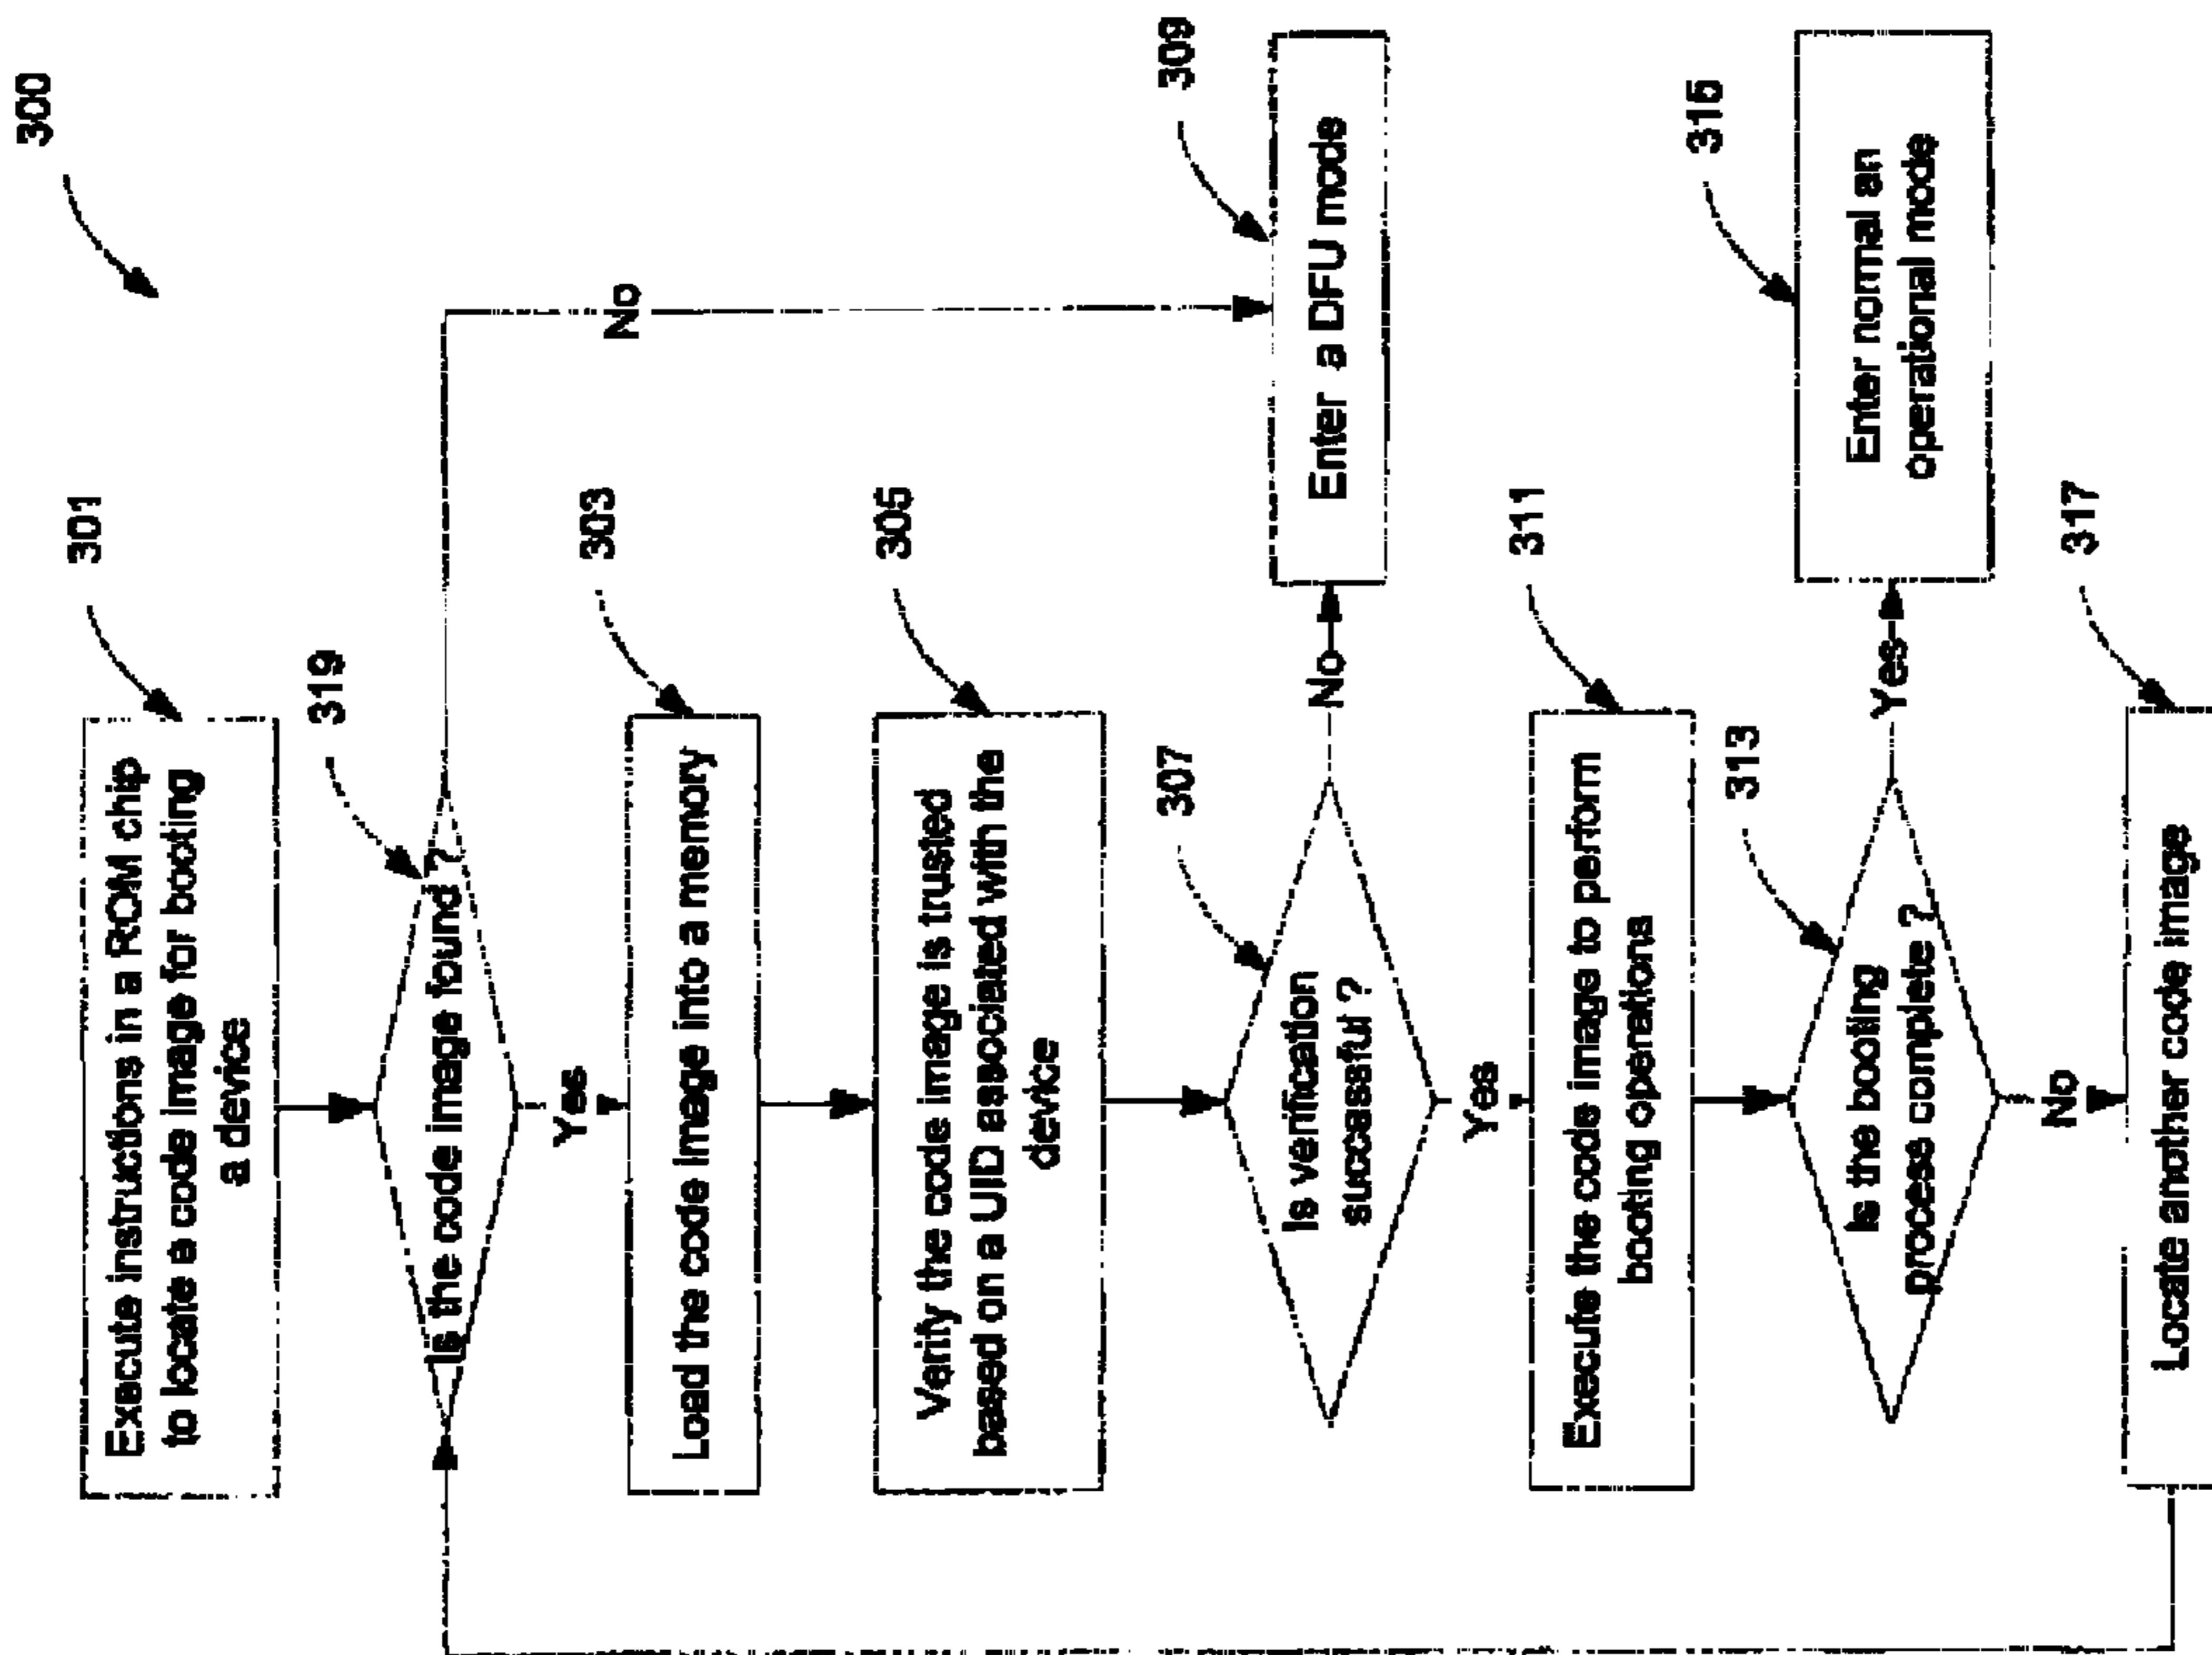 300
301
Execute instructions in a ROM chip
to locate a code image for booting
a device
319
Is the code image found ?
No
Yes
303
Load the code image into a memory
305
Verify the code image is trusted
based on a UID associated with the
device
307
Is verification
successful ?
No
309
Enter a DFU mode
Yes
311
Execute the code image to perform
booting operations
313
Is the booting
process complete ?
Yes
315
Enter normal an
operational mode
No
317
Locate another code image